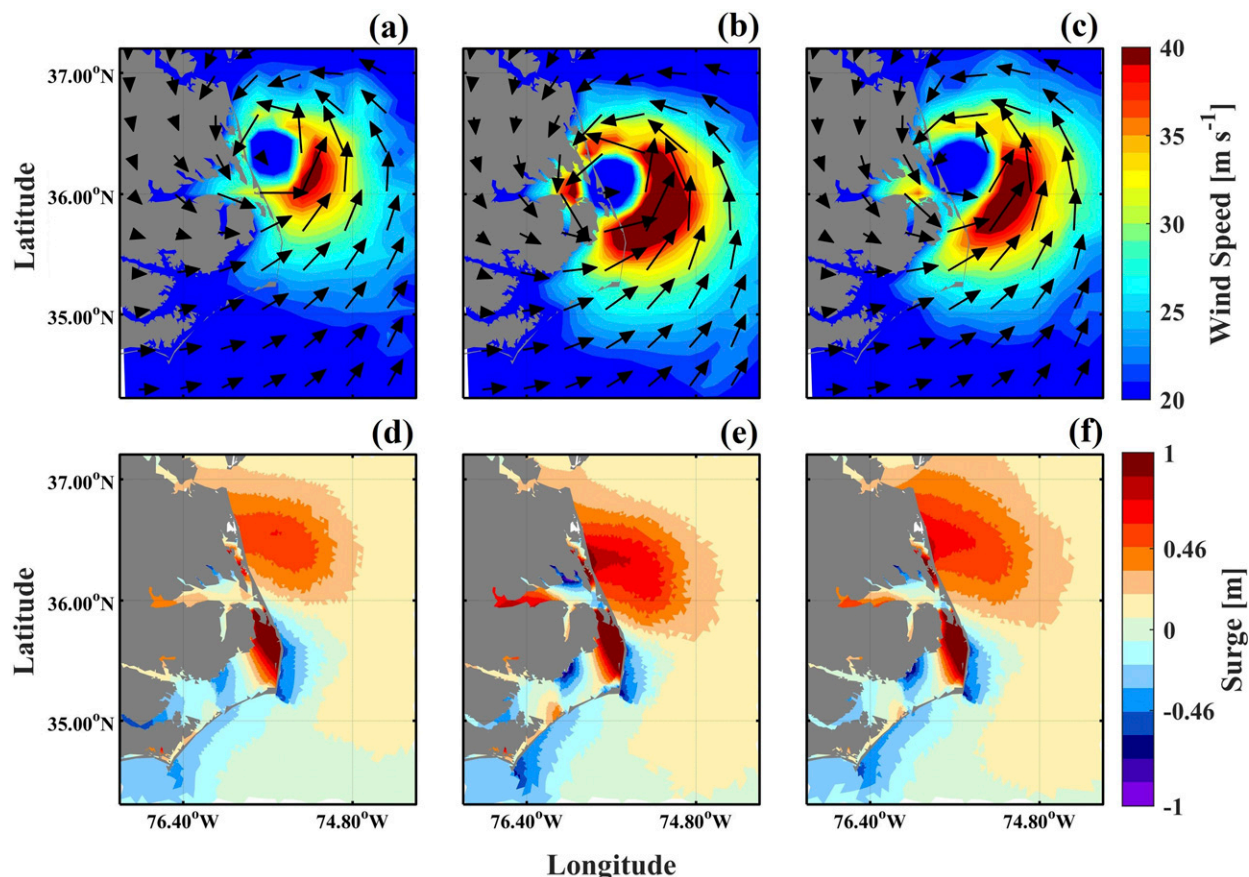 (a) (b) (c)
37.00°N
36.00°N
35.00°N
Latitude
40
35
30
25
20
Wind Speed [m s⁻¹]
(d) (e) (f)
37.00°N
36.00°N
35.00°N
Latitude
1
0.46
0
-0.46
-1
Surge [m]
76.40°W 74.80°W 76.40°W 74.80°W 76.40°W 74.80°W
Longitude